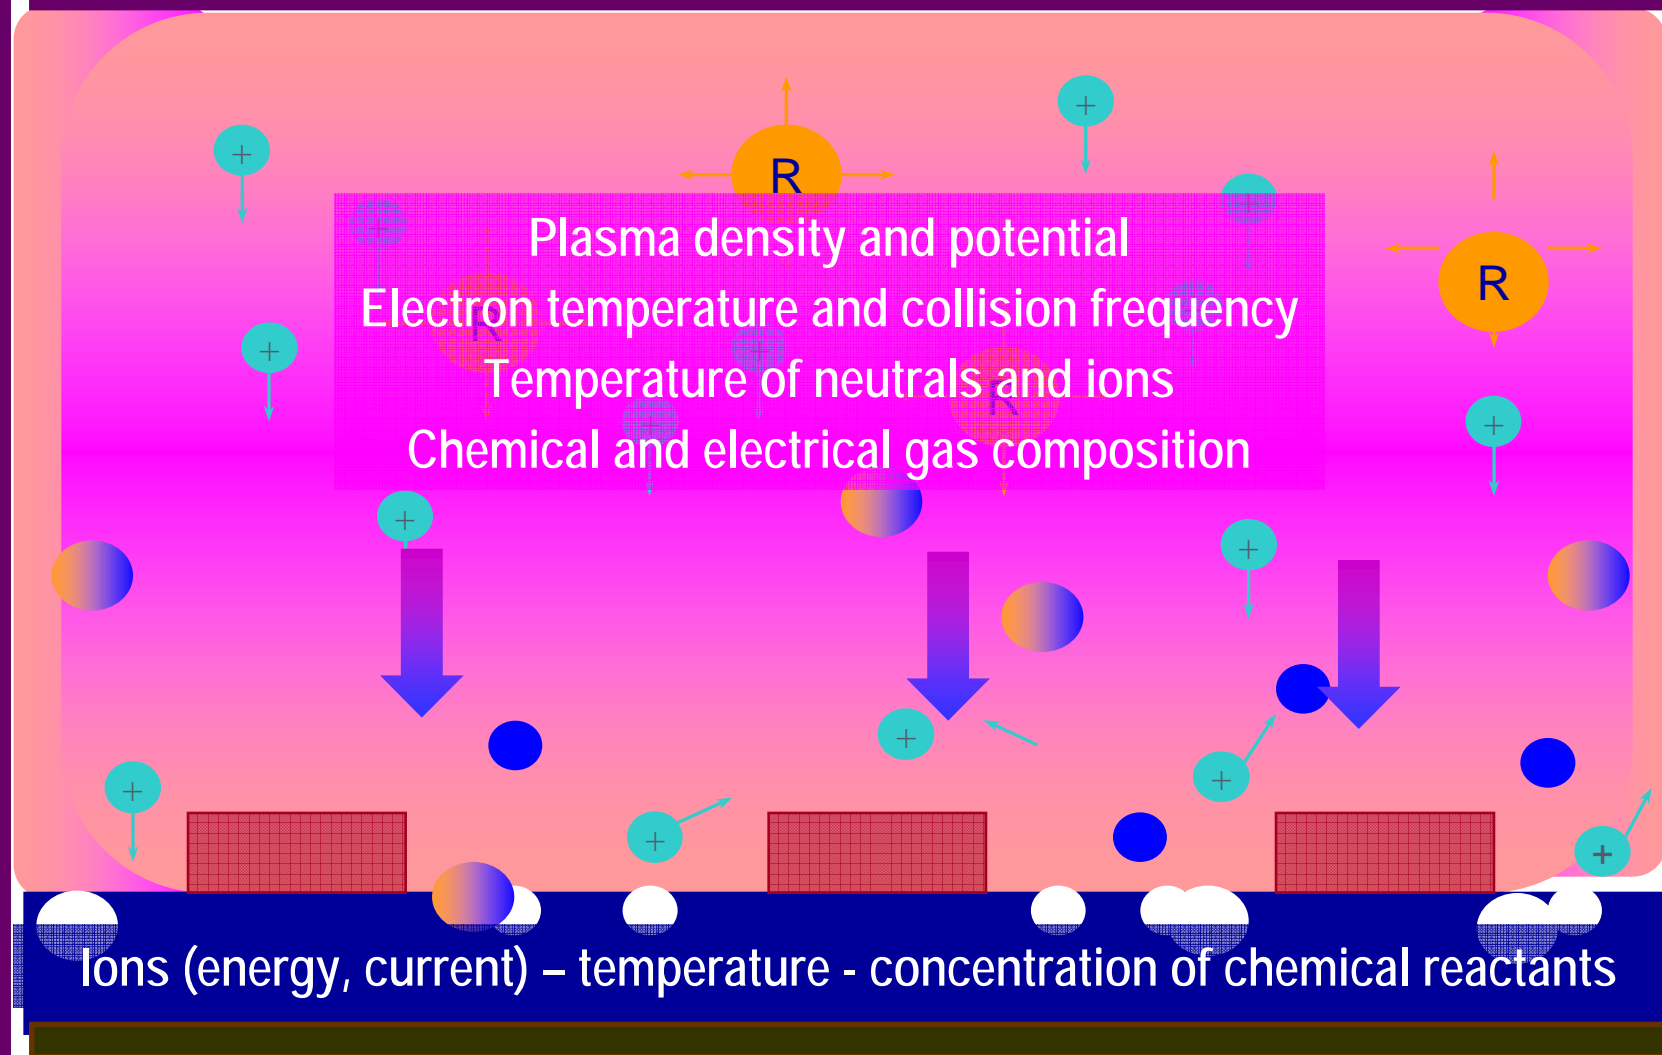 +
+
R
R
Plasma density and potential
Electron temperature and collision frequency
R
+
+
Temperature of neutrals and ions
R
+
Chemical and electrical gas composition
+
+
+
+
+
+
+
Ions (energy, current) – temperature - concentration of chemical reactants